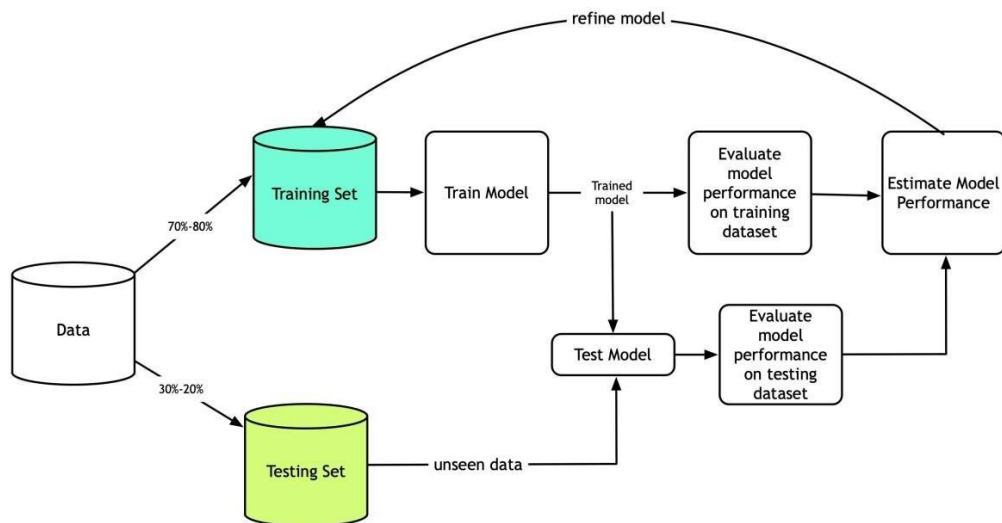 refine model
Training Set
Train Model
Trained
model
Evaluate
model
performance
on training
dataset
Estimate Model
Performance
70%-80%
Data
30%-20%
Test Model
Evaluate
model
performance
on testing
dataset
Testing Set
unseen data